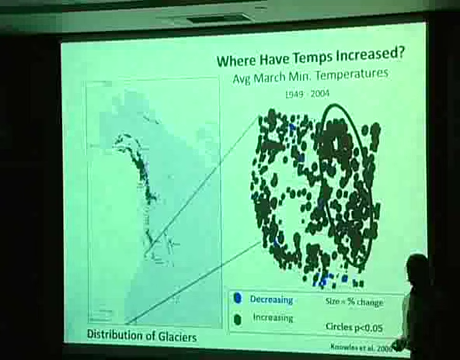 Where Have Temps Increased?
Avg March Min. Temperatures
1949 - 2004
Decreasing
Size = % change
Increasing
Circles p<0.05
Distribution of Glaciers
Knowles et al. 2006